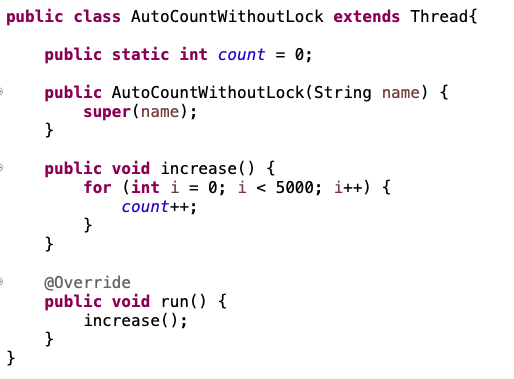 public class AutoCountWithoutLock extends Thread{
public static int count = 0;
public AutoCountWithoutLock(String name) {
super(name);
}
public void increase() {
for (int i = 0; i < 5000; i++) {
count++;
}
}
@Override
public void run() {
increase();
}
}